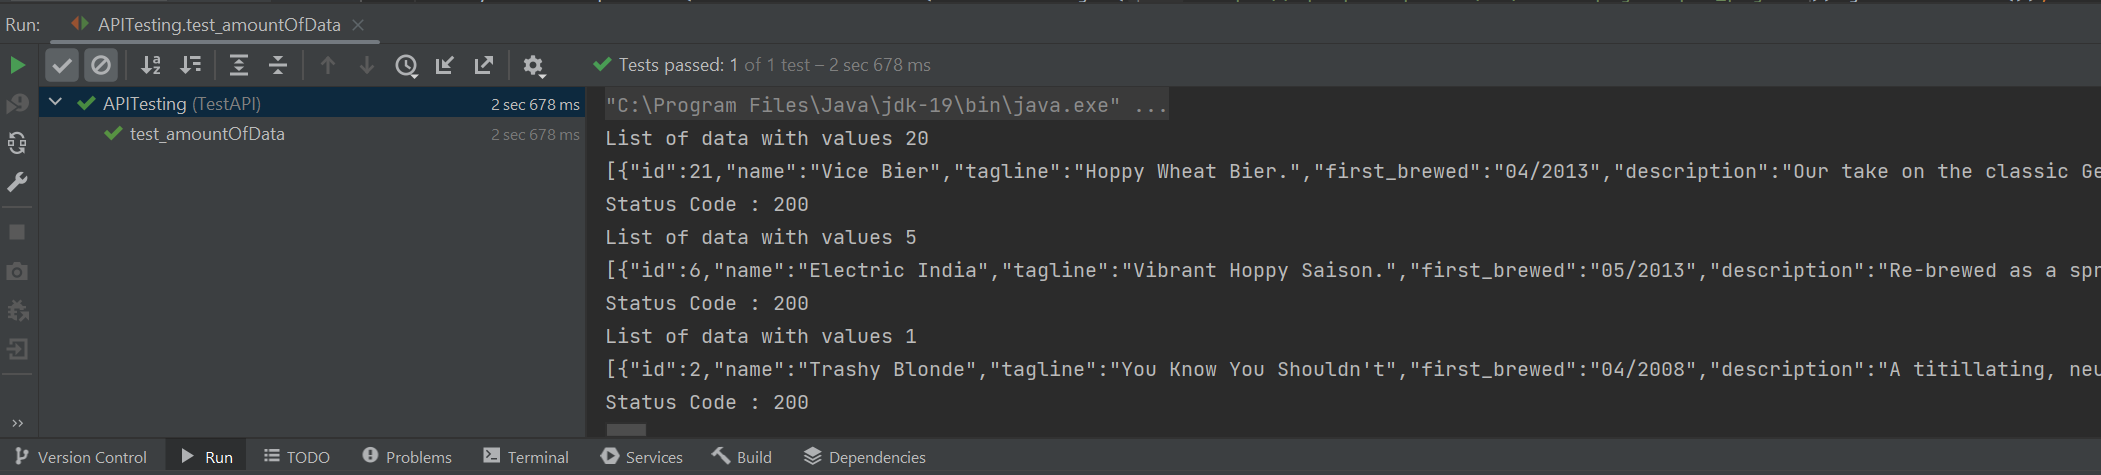 Run: APITesting.test_amountOfData
Tests passed: 1 of 1 test – 2 sec 678 ms
APITesting (TestAPI) 2 sec 678 ms
test_amountOfData 2 sec 678 ms
"C:\Program Files\Java\jdk-19\bin\java.exe" ...
List of data with values 20
[{"id":21,"name":"Vice Bier","tagline":"Hoppy Wheat Bier.","first_brewed":"04/2013","description":"Our take on the classic Ge
Status Code : 200
List of data with values 5
[{"id":6,"name":"Electric India","tagline":"Vibrant Hoppy Saison.","first_brewed":"05/2013","description":"Re-brewed as a spr
Status Code : 200
List of data with values 1
[{"id":2,"name":"Trashy Blonde","tagline":"You Know You Shouldn't","first_brewed":"04/2008","description":"A titillating, neu
Status Code : 200
Version Control Run TODO Problems Terminal Services Build Dependencies